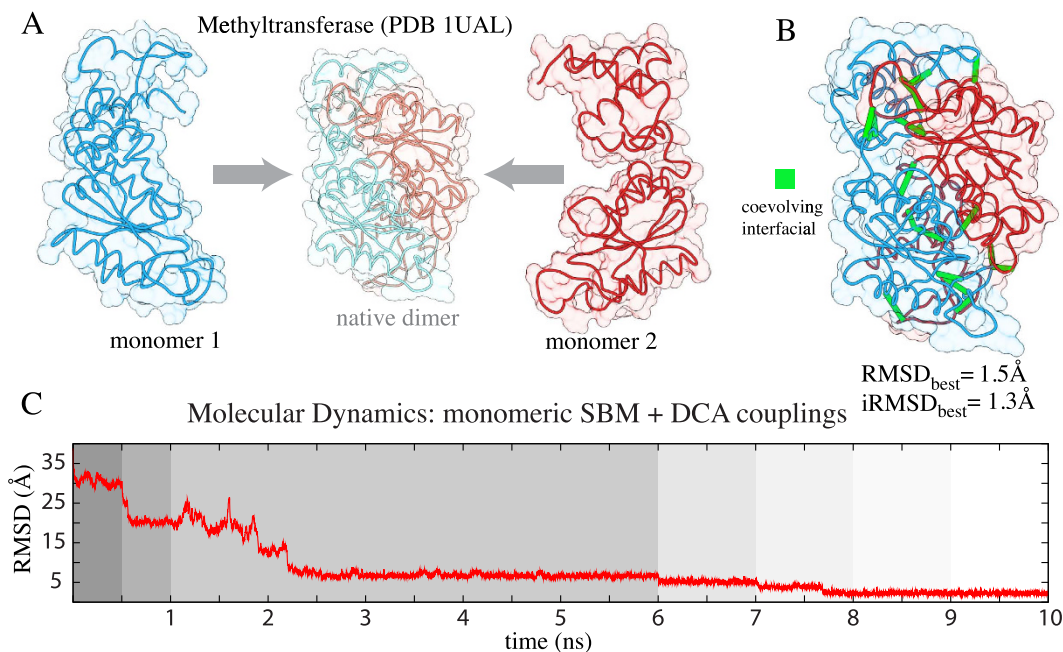 A
Methyltransferase (PDB 1UAL)
B
coevolving
interfacial
native dimer
monomer 1
monomer 2
RMSDbest= 1.5Å
iRMSDbest= 1.3Å
C
Molecular Dynamics: monomeric SBM + DCA couplings
RMSD (Å)
35
25
15
5
1 2 3 4 5 6 7 8 9 10
time (ns)